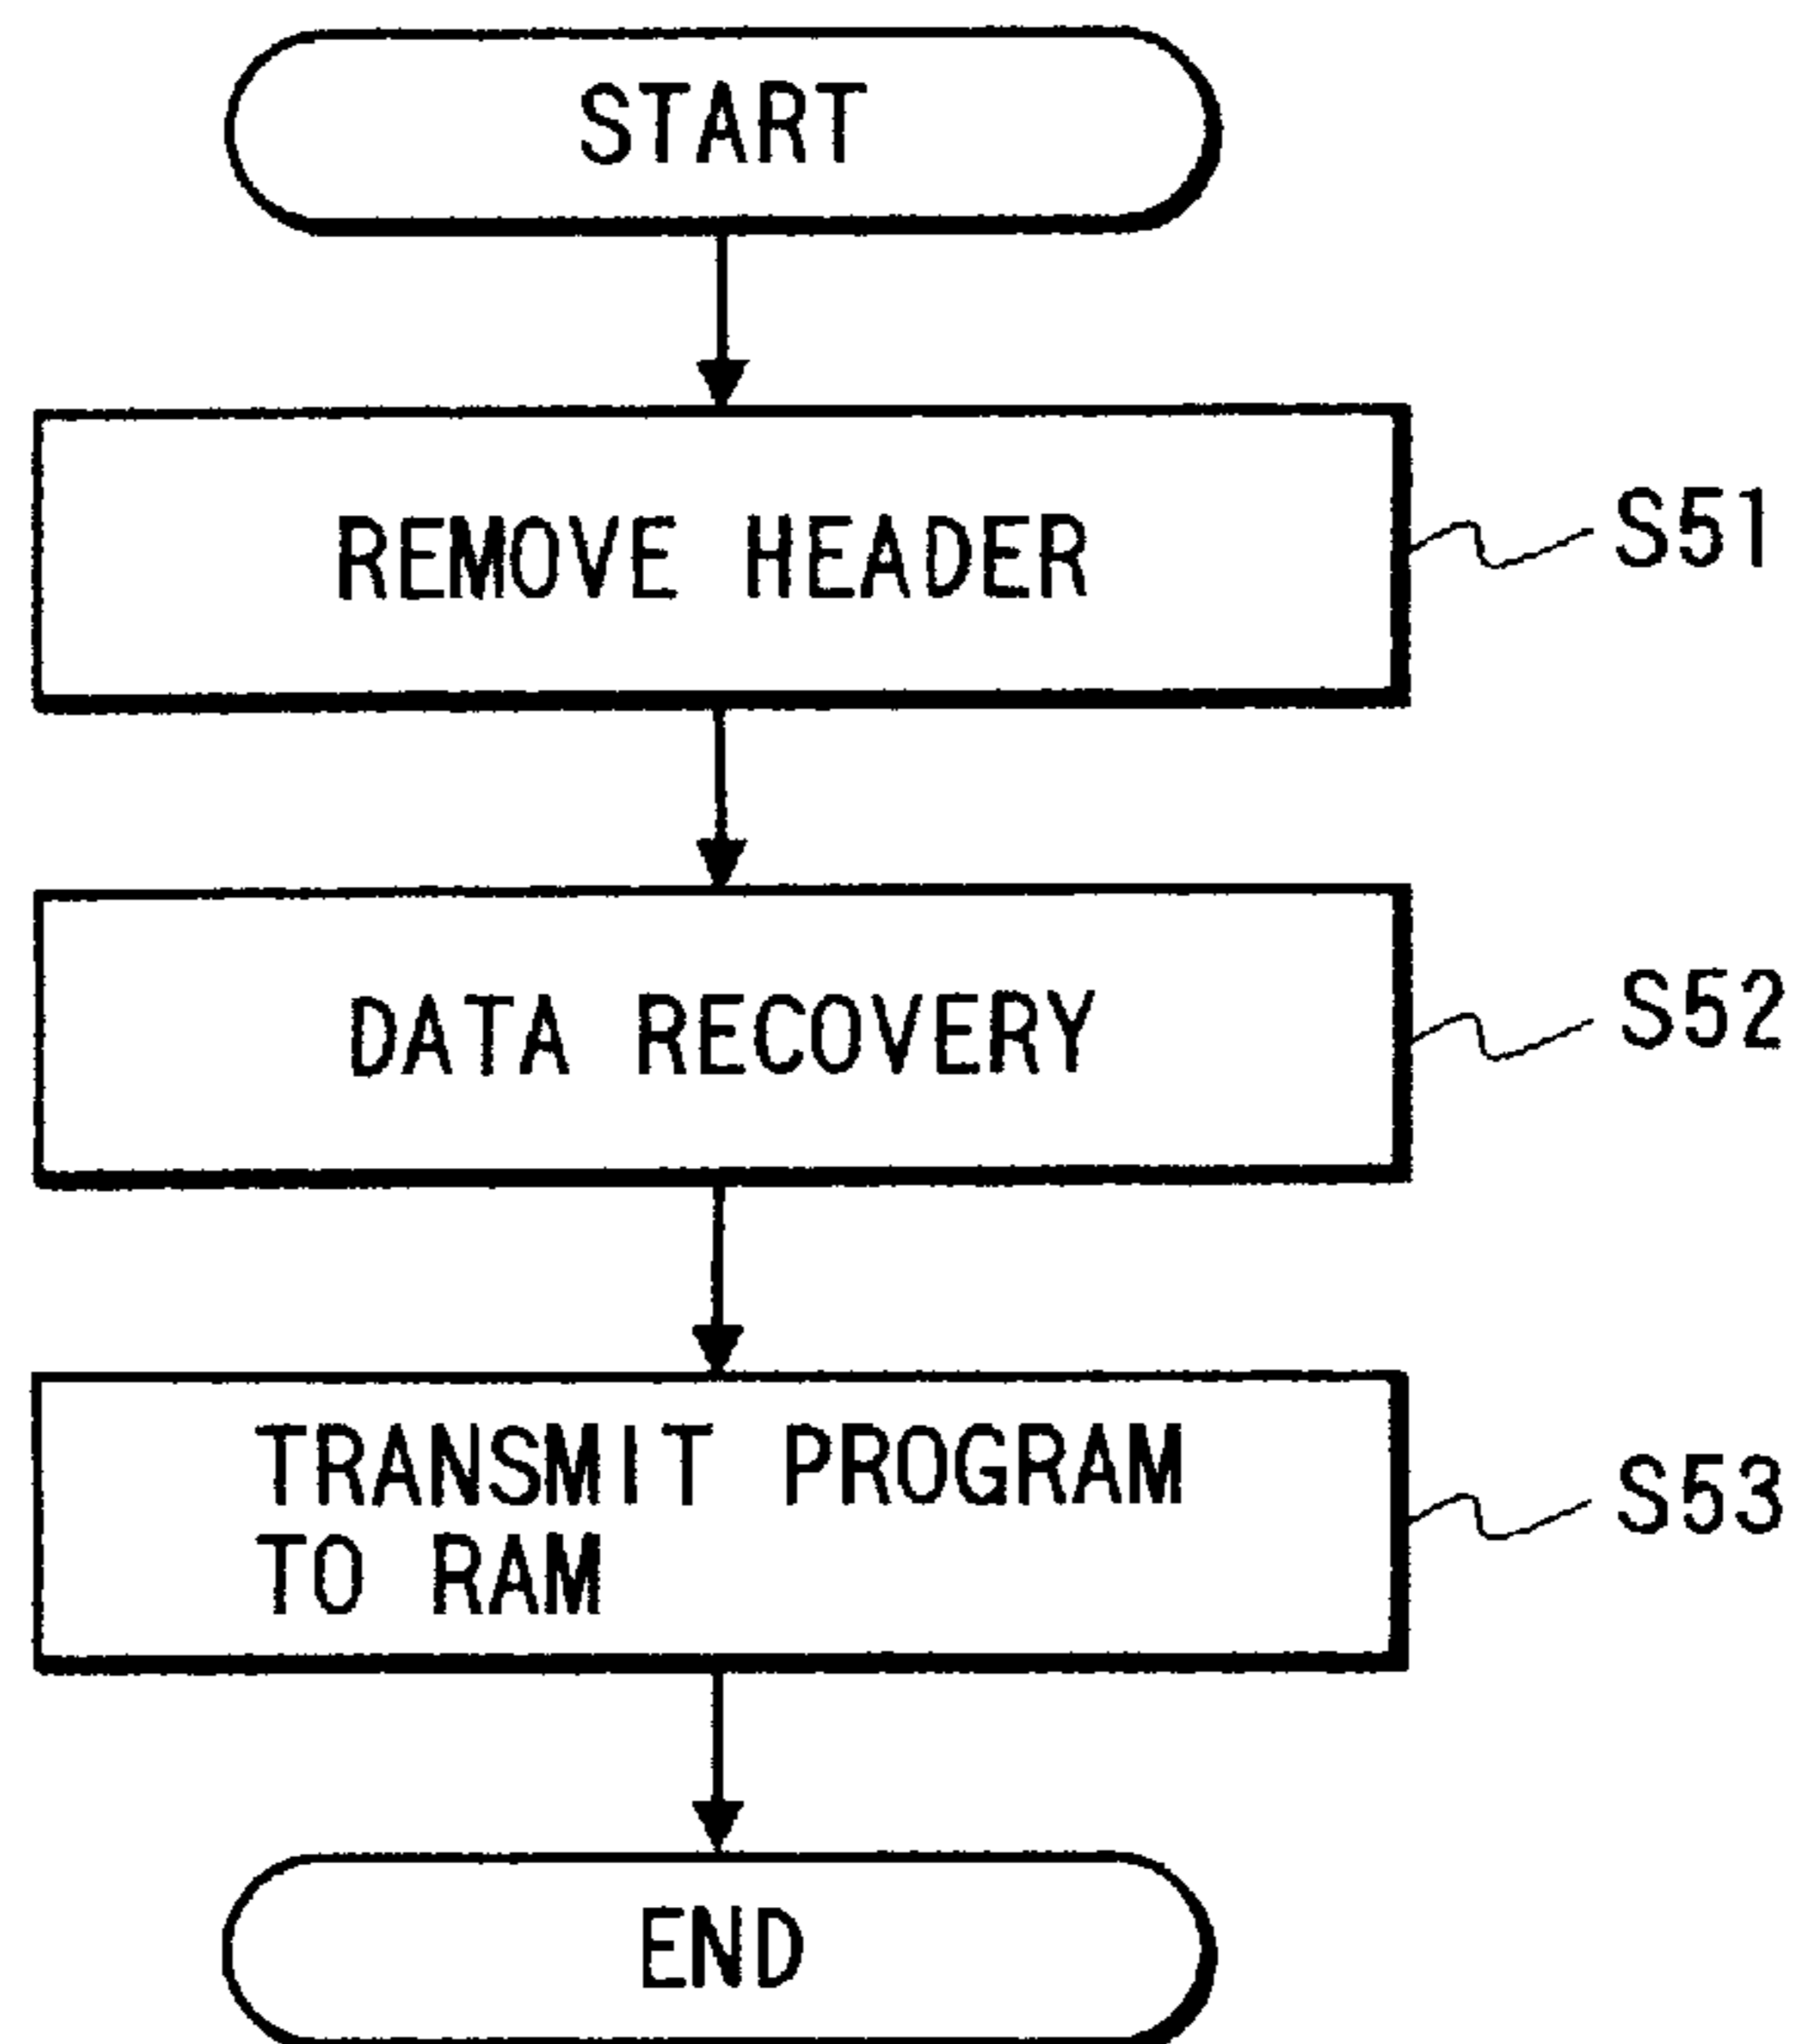 START
REMOVE HEADER
S51
DATA RECOVERY
S52
TRANSMIT PROGRAM
TO RAM
S53
END